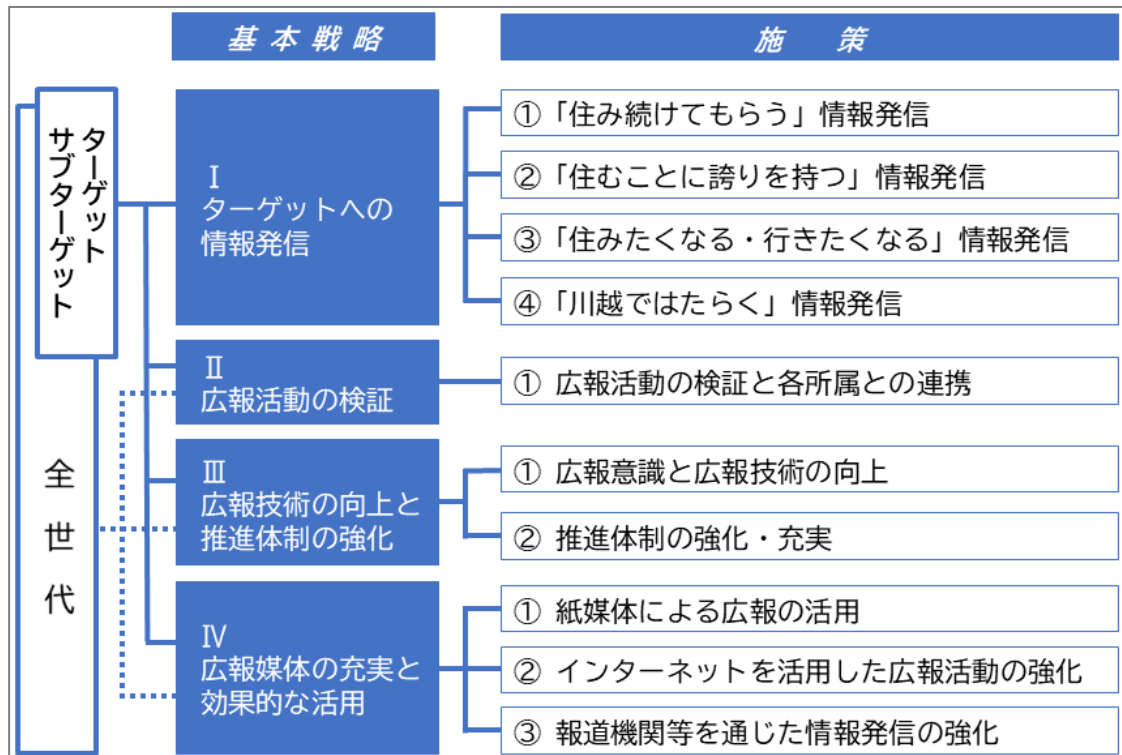 基本戦略
施策
ターゲット
サブターゲット
全世代
Ⅰ
ターゲットへの
情報発信
①「住み続けてもらう」情報発信
②「住むことに誇りを持つ」情報発信
③「住みたくなる・行きたくなる」情報発信
④「川越ではたらく」情報発信
Ⅱ
広報活動の検証
① 広報活動の検証と各所属との連携
Ⅲ
広報技術の向上と
推進体制の強化
① 広報意識と広報技術の向上
② 推進体制の強化・充実
Ⅳ
広報媒体の充実と
効果的な活用
① 紙媒体による広報の活用
② インターネットを活用した広報活動の強化
③ 報道機関等を通じた情報発信の強化